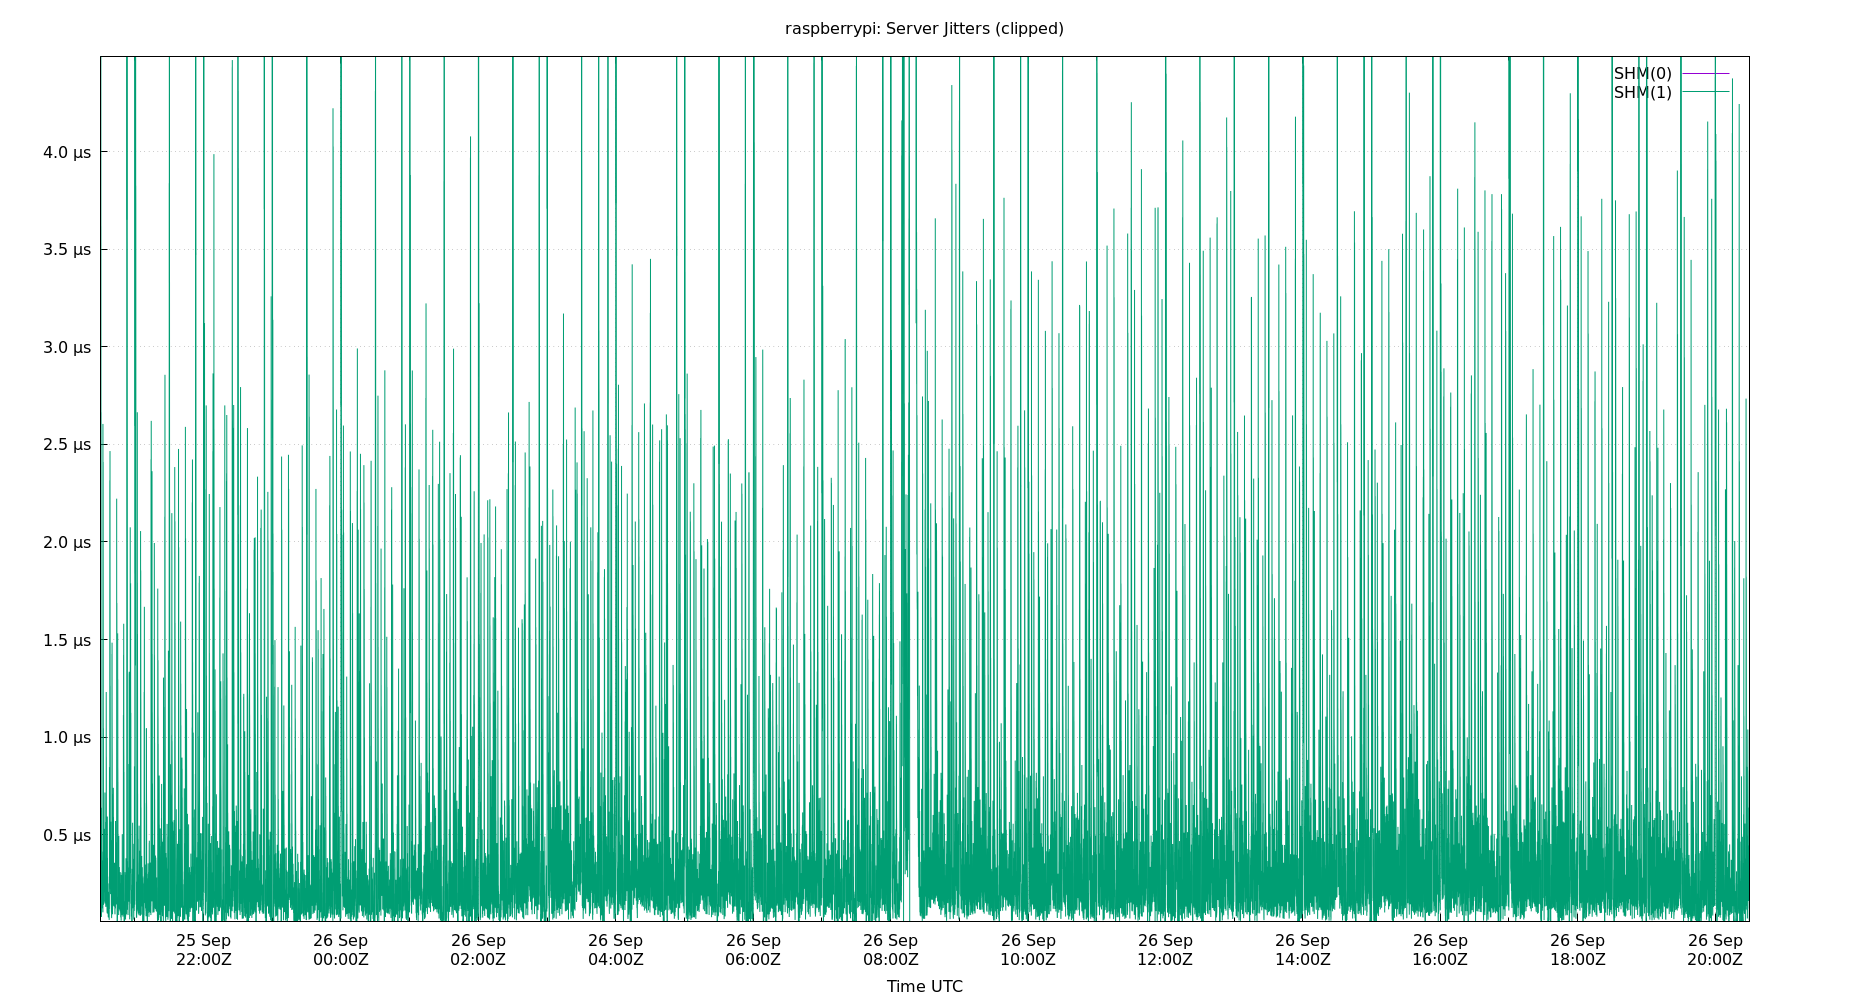 raspberrypi: Server Jitters (clipped)
SHM(0)
SHM(1)
4.0 µs
3.5 µs
3.0 µs
2.5 µs
2.0 µs
1.5 µs
1.0 µs
0.5 µs
25 Sep 26 Sep 26 Sep 26 Sep 26 Sep 26 Sep 26 Sep 26 Sep 26 Sep 26 Sep 26 Sep 26 Sep
22:00Z 00:00Z 02:00Z 04:00Z 06:00Z 08:00Z 10:00Z 12:00Z 14:00Z 16:00Z 18:00Z 20:00Z
Time UTC